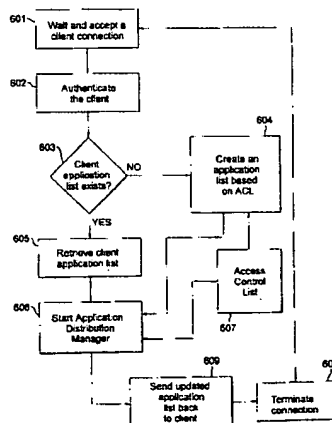 601
Wait and accept a
client connection
602
Authenticate
the client
603
Client
application
list exists?
NO
604
Create an
application
list based
on ACL
YES
605
Retrieve client
application list
606
Start Application
Distribution
Manager
Access
Control
List
607
609
Send updated
application
list back
to client
60
Terminate
connection